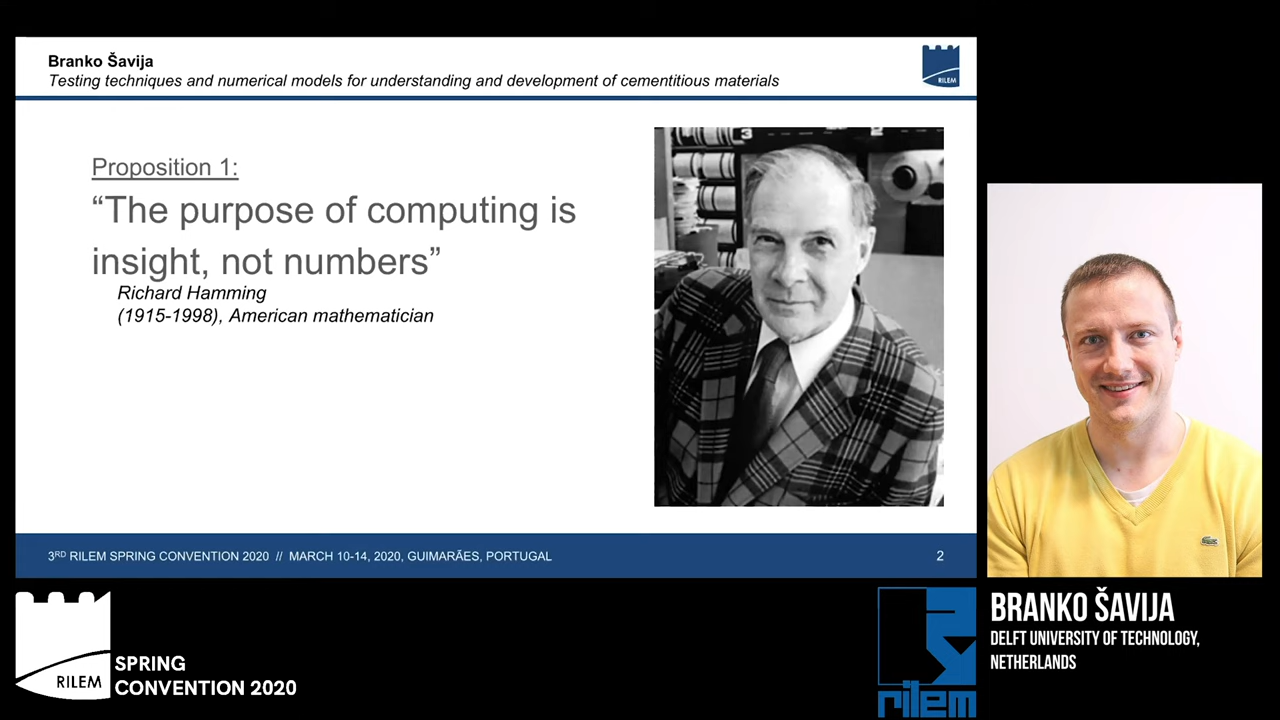 Branko Šavija
Testing techniques and numerical models for understanding and development of cementitious materials
RILEM
Proposition 1:
“The purpose of computing is
insight, not numbers”
Richard Hamming
(1915-1998), American mathematician
3
2
3RD RILEM SPRING CONVENTION 2020 // MARCH 10-14, 2020, GUIMARÃES, PORTUGAL
2
RILEM
SPRING
CONVENTION 2020
rilem
BRANKO ŠAVIJA
DELFT UNIVERSITY OF TECHNOLOGY,
NETHERLANDS